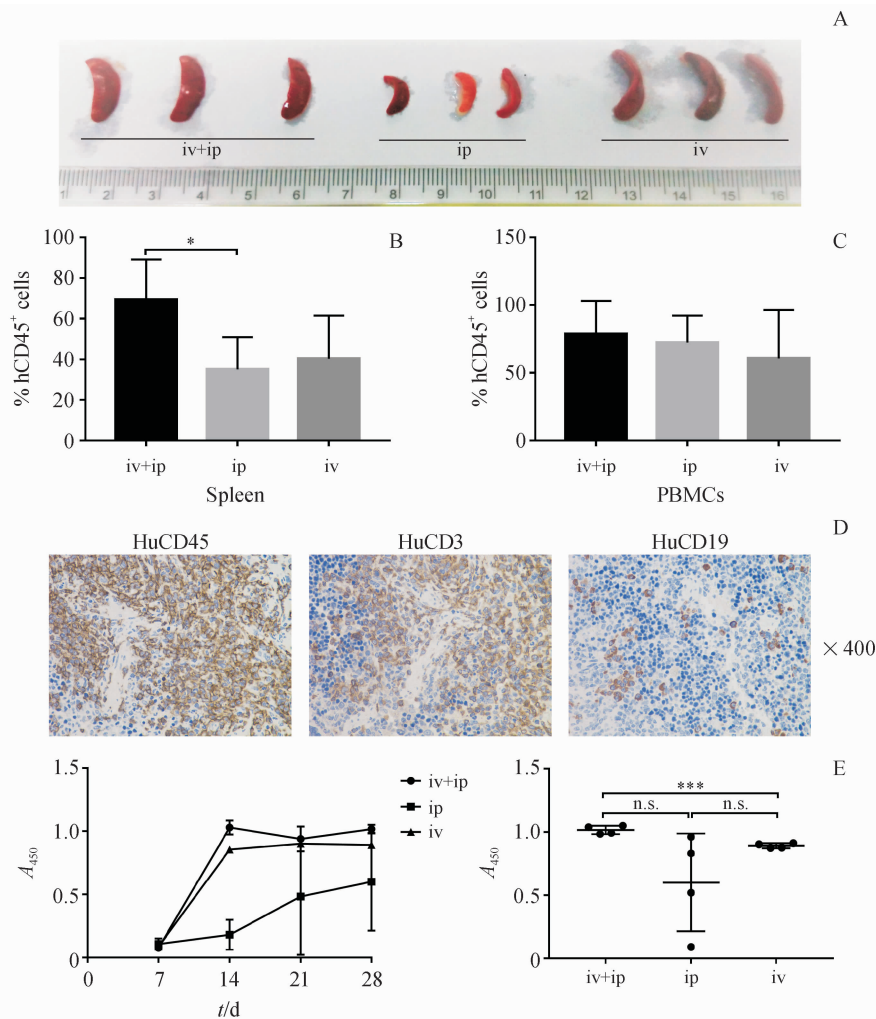 A
iv+ip ip iv
1 2 3 4 5 6 7 8 9 10 11 12 13 14 15 16
B
100
80
60
40
20
0
% hCD45⁺ cells
*
iv+ip ip iv
Spleen
C
150
100
50
0
% hCD45⁺ cells
iv+ip ip iv
PBMCs
D
HuCD45 HuCD3 HuCD19
×400
1.5
1.0
0.5
0
A₄₅₀
0 7 14 21 28
t/d
iv+ip
ip
iv
E
1.5
1.0
0.5
0
A₄₅₀
***
n.s. n.s.
iv+ip ip iv